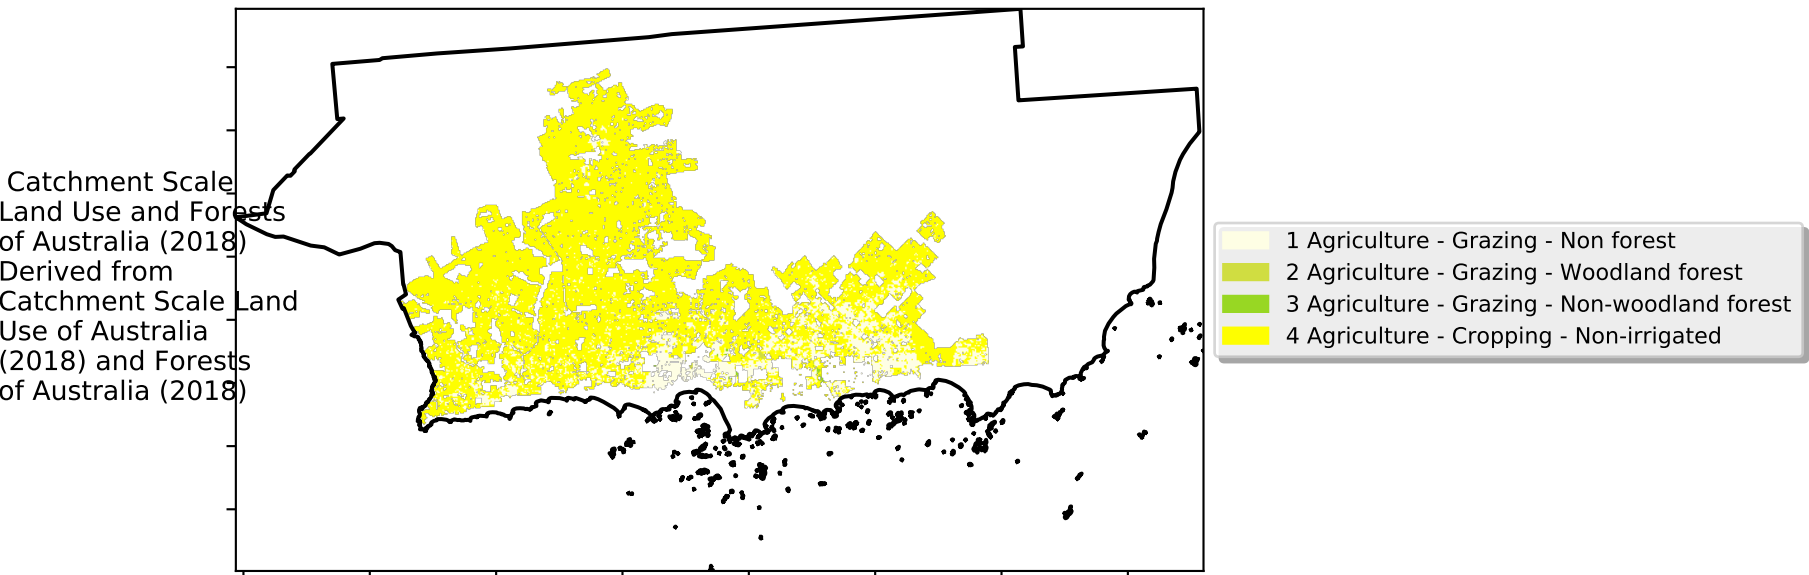 Catchment Scale
Land Use and Forests
of Australia (2018)
Derived from
Catchment Scale Land
Use of Australia
(2018) and Forests
of Australia (2018)
1 Agriculture - Grazing - Non forest
2 Agriculture - Grazing - Woodland forest
3 Agriculture - Grazing - Non-woodland forest
4 Agriculture - Cropping - Non-irrigated